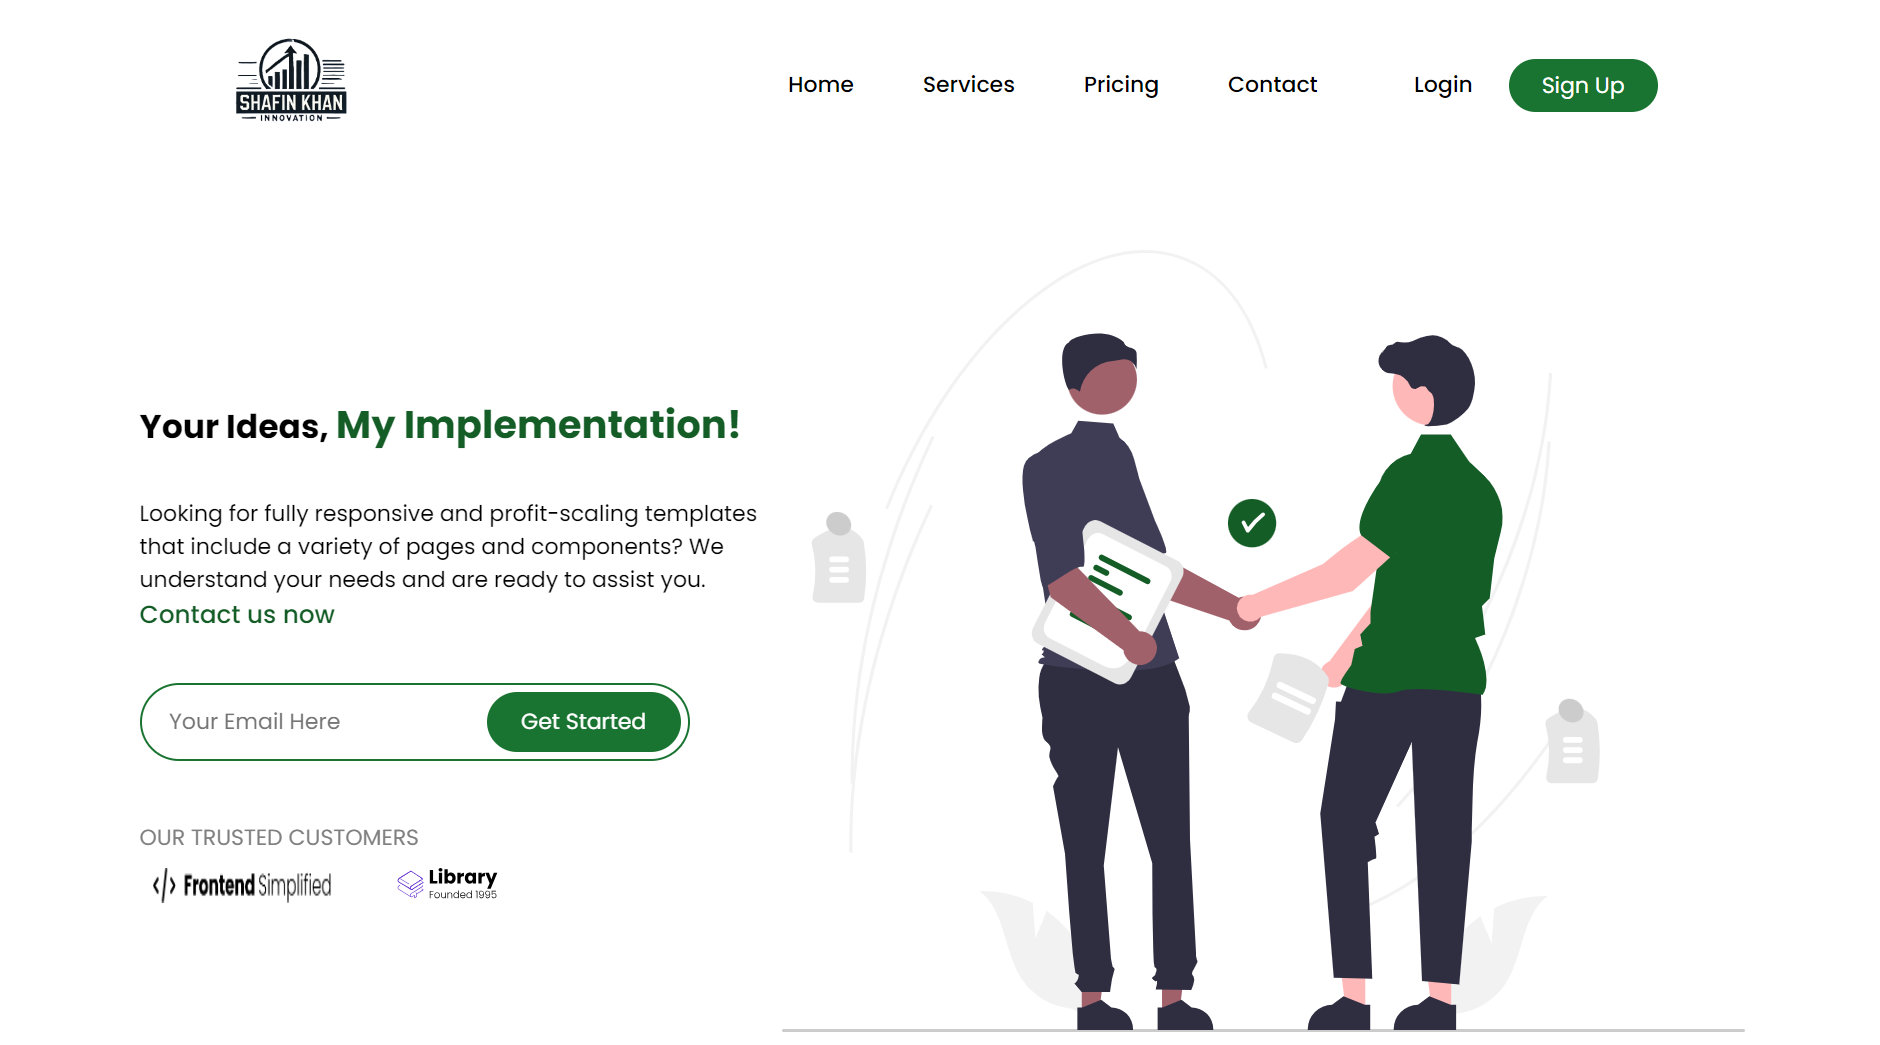 SHAFIN KHAN
INNOVATION
Home Services Pricing Contact Login Sign Up
Your Ideas, My Implementation!
Looking for fully responsive and profit-scaling templates
that include a variety of pages and components? We
understand your needs and are ready to assist you.
Contact us now
Your Email Here Get Started
OUR TRUSTED CUSTOMERS
</> Frontend Simplified
Library
Founded 1995